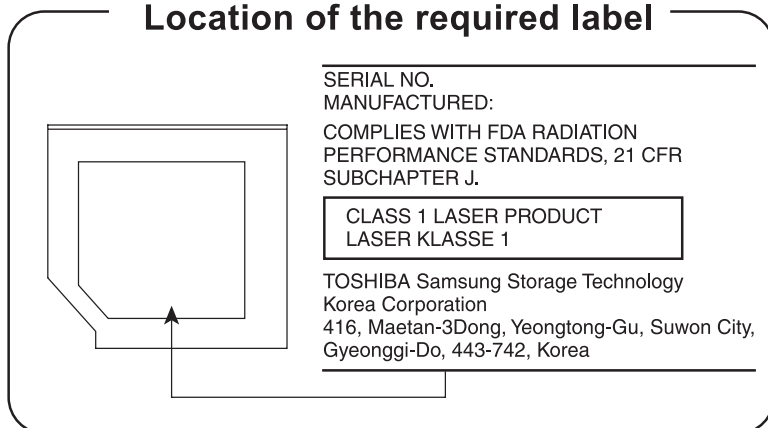 Location of the required label
SERIAL NO.
MANUFACTURED:
COMPLIES WITH FDA RADIATION
PERFORMANCE STANDARDS, 21 CFR
SUBCHAPTER J.
CLASS 1 LASER PRODUCT
LASER KLASSE 1
TOSHIBA Samsung Storage Technology
Korea Corporation
416, Maetan-3Dong, Yeongtong-Gu, Suwon City,
Gyeonggi-Do, 443-742, Korea